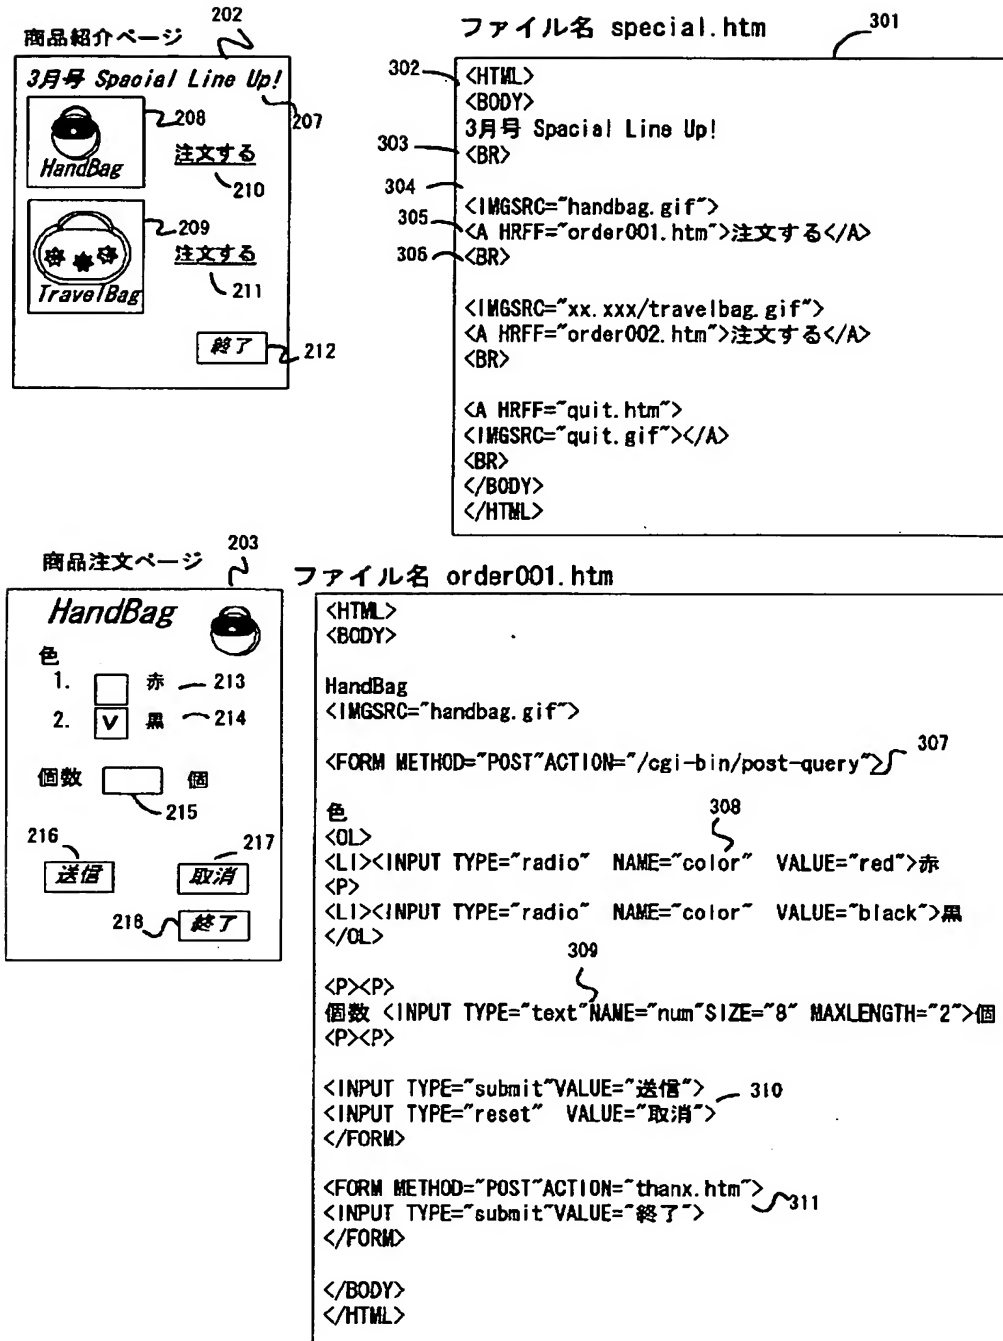 商品紹介ページ
202
3月号 Spacial Line Up!
207
208
HandBag
注文する
210
209
TravelBag
注文する
211
終了
212
ファイル名 special.htm
301
302
<HTML>
<BODY>
3月号 Spacial Line Up!
303
<BR>
304
<IMGSRC="handbag.gif">
305
<A HRFF="order001.htm">注文する</A>
306
<BR>
<IMGSRC="xx.xxx/travelbag.gif">
<A HRFF="order002.htm">注文する</A>
<BR>
<A HRFF="quit.htm">
<IMGSRC="quit.gif"></A>
<BR>
</BODY>
</HTML>
商品注文ページ
203
HandBag
色
1. 赤 213
2. V 黒 214
個数 個
215
216
送信
217
取消
218
終了
ファイル名 order001.htm
<HTML>
<BODY>
HandBag
<IMGSRC="handbag.gif">
<FORM METHOD="POST"ACTION="/cgi-bin/post-query">
307
色
308
<OL>
<LI><INPUT TYPE="radio" NAME="color" VALUE="red">赤
<P>
<LI><INPUT TYPE="radio" NAME="color" VALUE="black">黒
</OL>
309
<P><P>
個数 <INPUT TYPE="text"NAME="num"SIZE="8" MAXLENGTH="2">個
<P><P>
<INPUT TYPE="submit"VALUE="送信">
310
<INPUT TYPE="reset" VALUE="取消">
</FORM>
<FORM METHOD="POST"ACTION="thanx.htm">
311
<INPUT TYPE="submit"VALUE="終了">
</FORM>
</BODY>
</HTML>